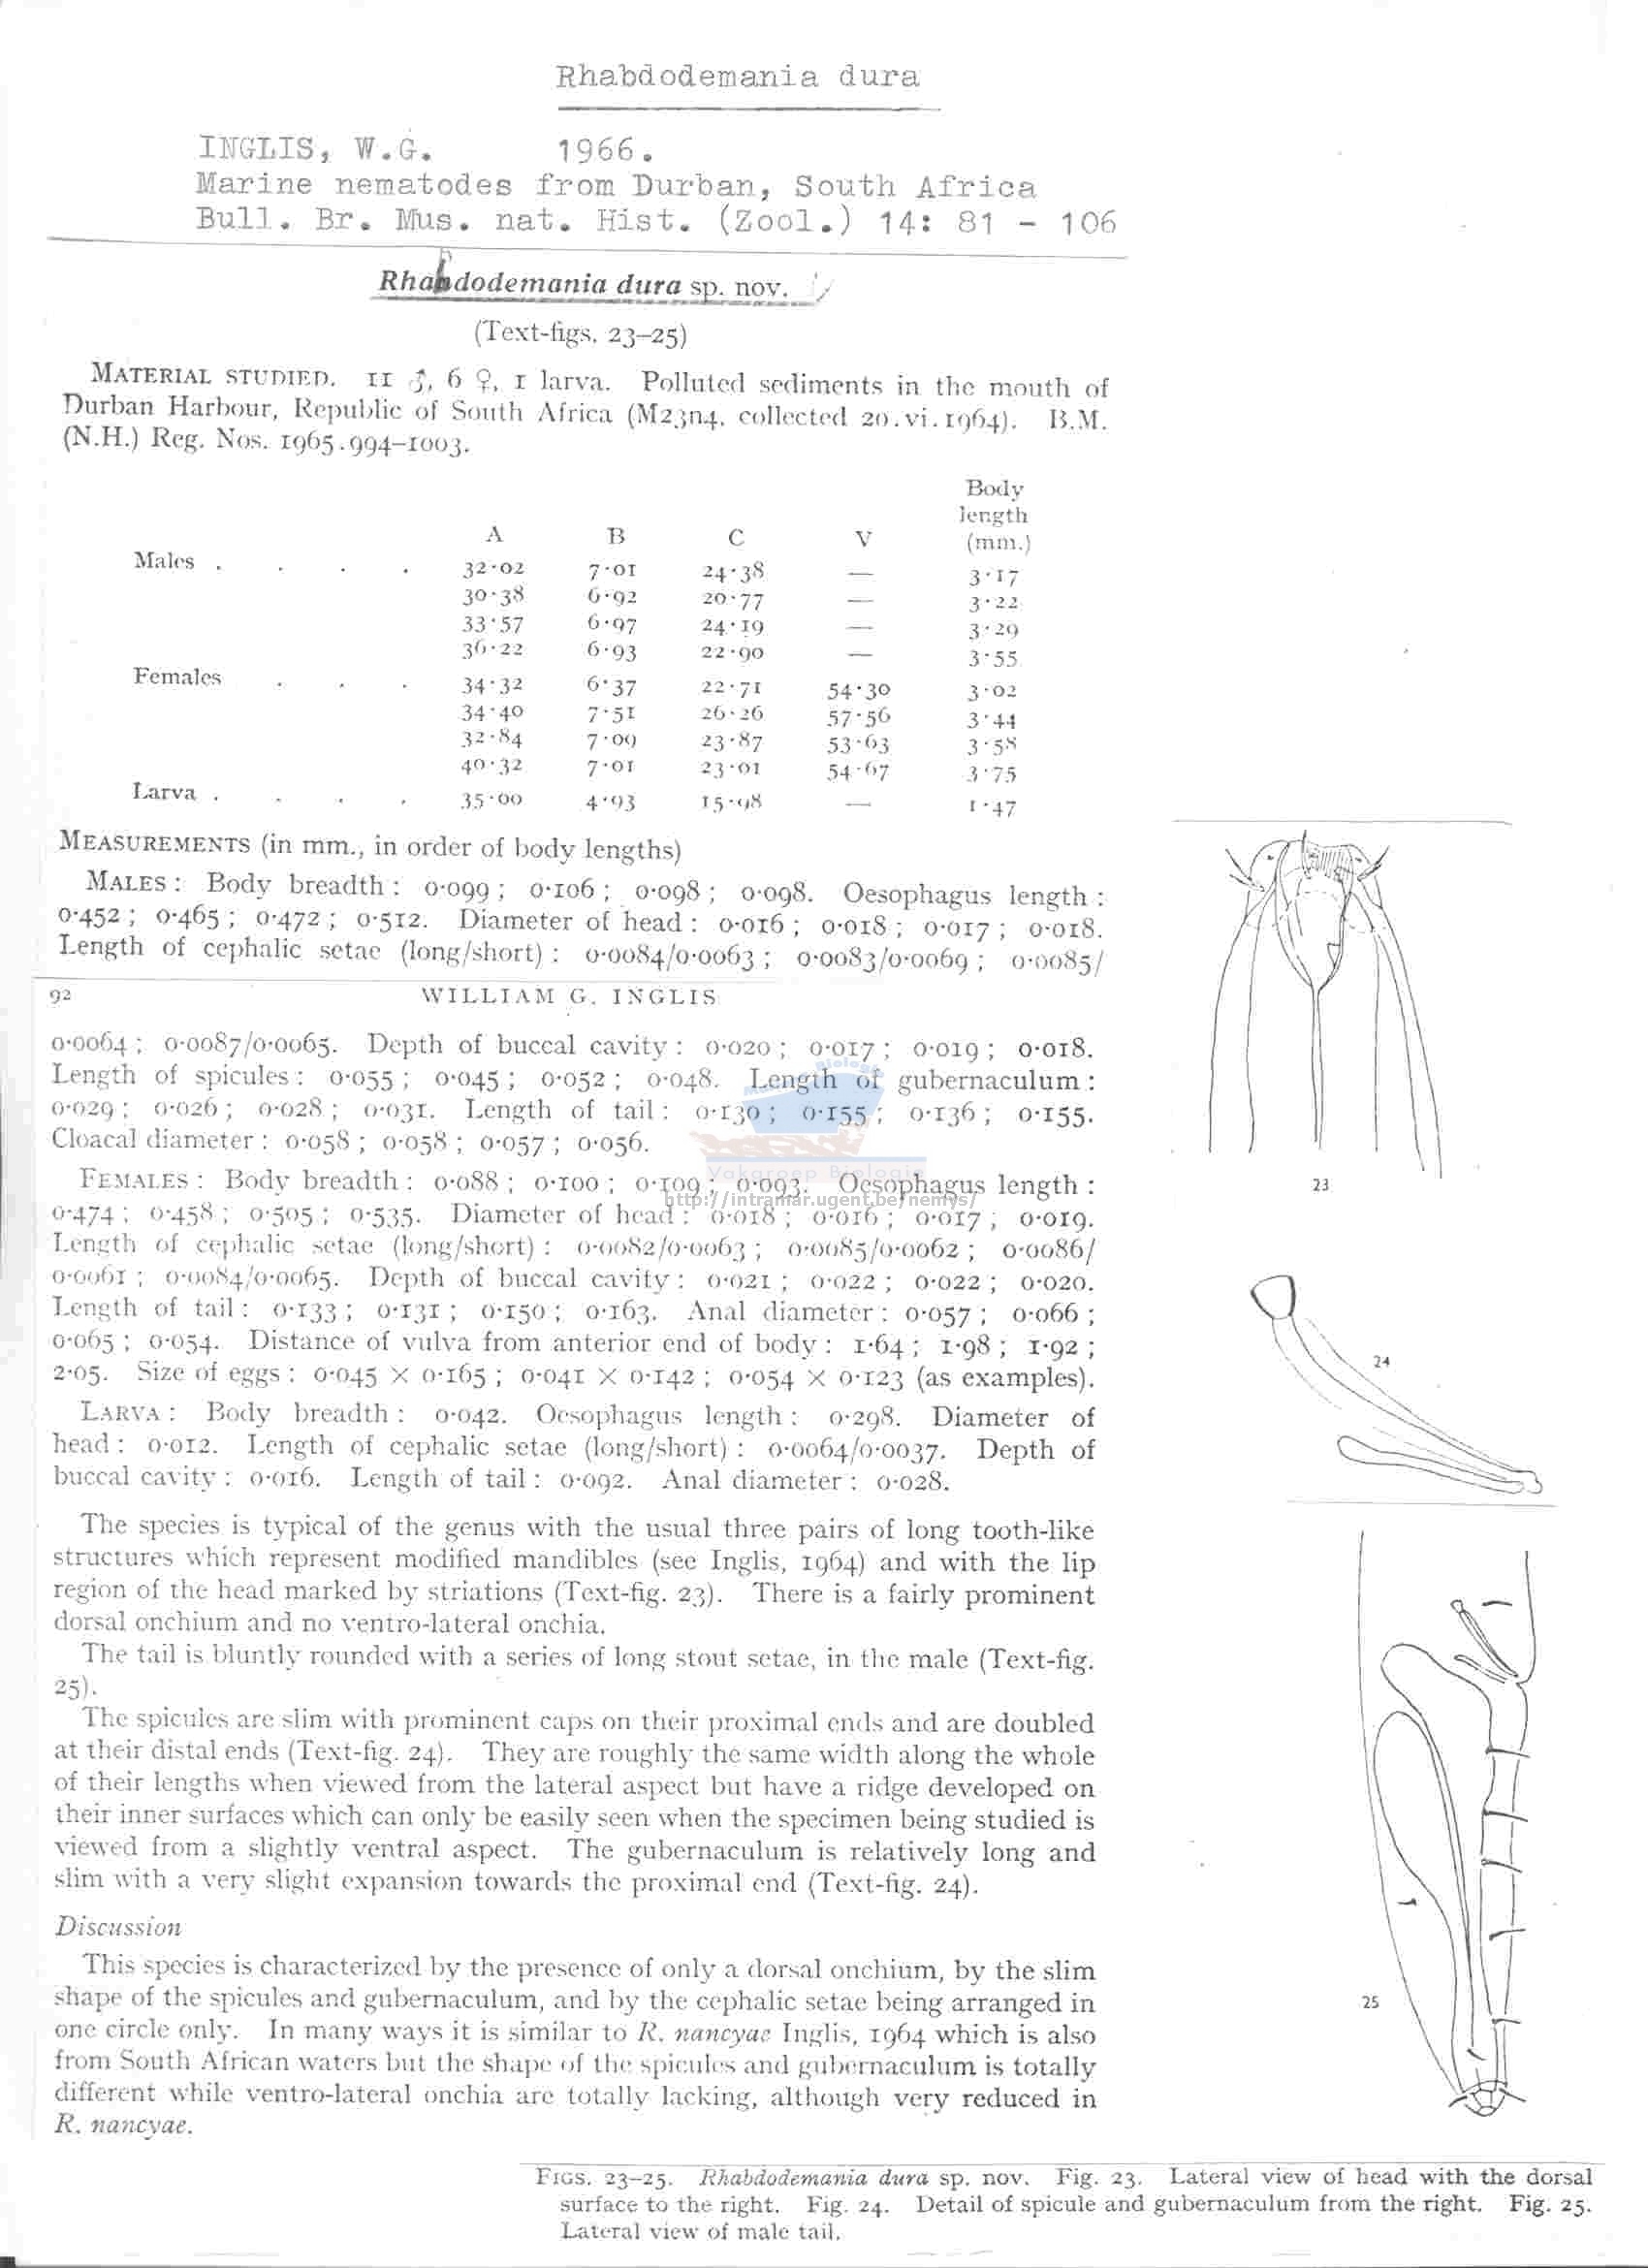 Rhabdodemania dura
INGLIS, W.G. 1966.
Marine nematodes from Durban, South Africa
Bull. Br. Mus. nat. Hist. (Zool.) 14: 81 - 106
Rhabdodemania dura sp. nov.
(Text-figs. 23–25)
MATERIAL STUDIED. 11 ♂, 6 ♀, 1 larva. Polluted sediments in the mouth of
Durban Harbour, Republic of South Africa (M23n4, collected 20.vi.1964). B.M.
(N.H.) Reg. Nos. 1965.994–1003.
Body
length
A B C V (mm.)
Males . . . . 32·02 7·01 24·38 — 3·17
30·38 6·92 20·77 — 3·22
33·57 6·97 24·19 — 3·29
36·22 6·93 22·90 — 3·55
Females . . . 34·32 6·37 22·71 54·30 3·02
34·40 7·51 26·26 57·56 3·44
32·84 7·09 23·87 53·63 3·58
40·32 7·01 23·01 54·67 3·75
Larva . . . . 35·00 4·93 15·98 — 1·47
MEASUREMENTS (in mm., in order of body lengths)
MALES : Body breadth : 0·099 ; 0·106 ; 0·098 ; 0·098. Oesophagus length :
0·452 ; 0·465 ; 0·472 ; 0·512. Diameter of head : 0·016 ; 0·018 ; 0·017 ; 0·018.
Length of cephalic setae (long/short) : 0·0084/0·0063 ; 0·0083/0·0069 ; 0·0085/
92 WILLIAM G. INGLIS
0·0064 ; 0·0087/0·0065. Depth of buccal cavity : 0·020 ; 0·017 ; 0·019 ; 0·018.
Length of spicules : 0·055 ; 0·045 ; 0·052 ; 0·048. Length of gubernaculum :
0·029 ; 0·026 ; 0·028 ; 0·031. Length of tail : 0·130 ; 0·155 ; 0·136 ; 0·155.
Cloacal diameter : 0·058 ; 0·058 ; 0·057 ; 0·056.
Vakgroep Biologie
http://intramar.ugent.be/nemys/
FEMALES : Body breadth : 0·088 ; 0·100 ; 0·109 ; 0·093. Oesophagus length :
0·474 ; 0·458 ; 0·505 ; 0·535. Diameter of head : 0·018 ; 0·016 ; 0·017 ; 0·019.
Length of cephalic setae (long/short) : 0·0082/0·0063 ; 0·0085/0·0062 ; 0·0086/
0·0061 ; 0·0084/0·0065. Depth of buccal cavity : 0·021 ; 0·022 ; 0·022 ; 0·020.
Length of tail : 0·133 ; 0·131 ; 0·150 ; 0·163. Anal diameter : 0·057 ; 0·066 ;
0·065 ; 0·054. Distance of vulva from anterior end of body : 1·64 ; 1·98 ; 1·92 ;
2·05. Size of eggs : 0·045 × 0·165 ; 0·041 × 0·142 ; 0·054 × 0·123 (as examples).
LARVA : Body breadth : 0·042. Oesophagus length : 0·298. Diameter of
head : 0·012. Length of cephalic setae (long/short) : 0·0064/0·0037. Depth of
buccal cavity : 0·016. Length of tail : 0·092. Anal diameter : 0·028.
The species is typical of the genus with the usual three pairs of long tooth-like
structures which represent modified mandibles (see Inglis, 1964) and with the lip
region of the head marked by striations (Text-fig. 23). There is a fairly prominent
dorsal onchium and no ventro-lateral onchia.
The tail is bluntly rounded with a series of long stout setae, in the male (Text-fig.
25).
The spicules are slim with prominent caps on their proximal ends and are doubled
at their distal ends (Text-fig. 24). They are roughly the same width along the whole
of their lengths when viewed from the lateral aspect but have a ridge developed on
their inner surfaces which can only be easily seen when the specimen being studied is
viewed from a slightly ventral aspect. The gubernaculum is relatively long and
slim with a very slight expansion towards the proximal end (Text-fig. 24).
Discussion
This species is characterized by the presence of only a dorsal onchium, by the slim
shape of the spicules and gubernaculum, and by the cephalic setae being arranged in
one circle only. In many ways it is similar to R. nancyae Inglis, 1964 which is also
from South African waters but the shape of the spicules and gubernaculum is totally
different while ventro-lateral onchia are totally lacking, although very reduced in
R. nancyae.
23
24
25
FIGS. 23–25. Rhabdodemania dura sp. nov. Fig. 23. Lateral view of head with the dorsal
surface to the right. Fig. 24. Detail of spicule and gubernaculum from the right. Fig. 25.
Lateral view of male tail.